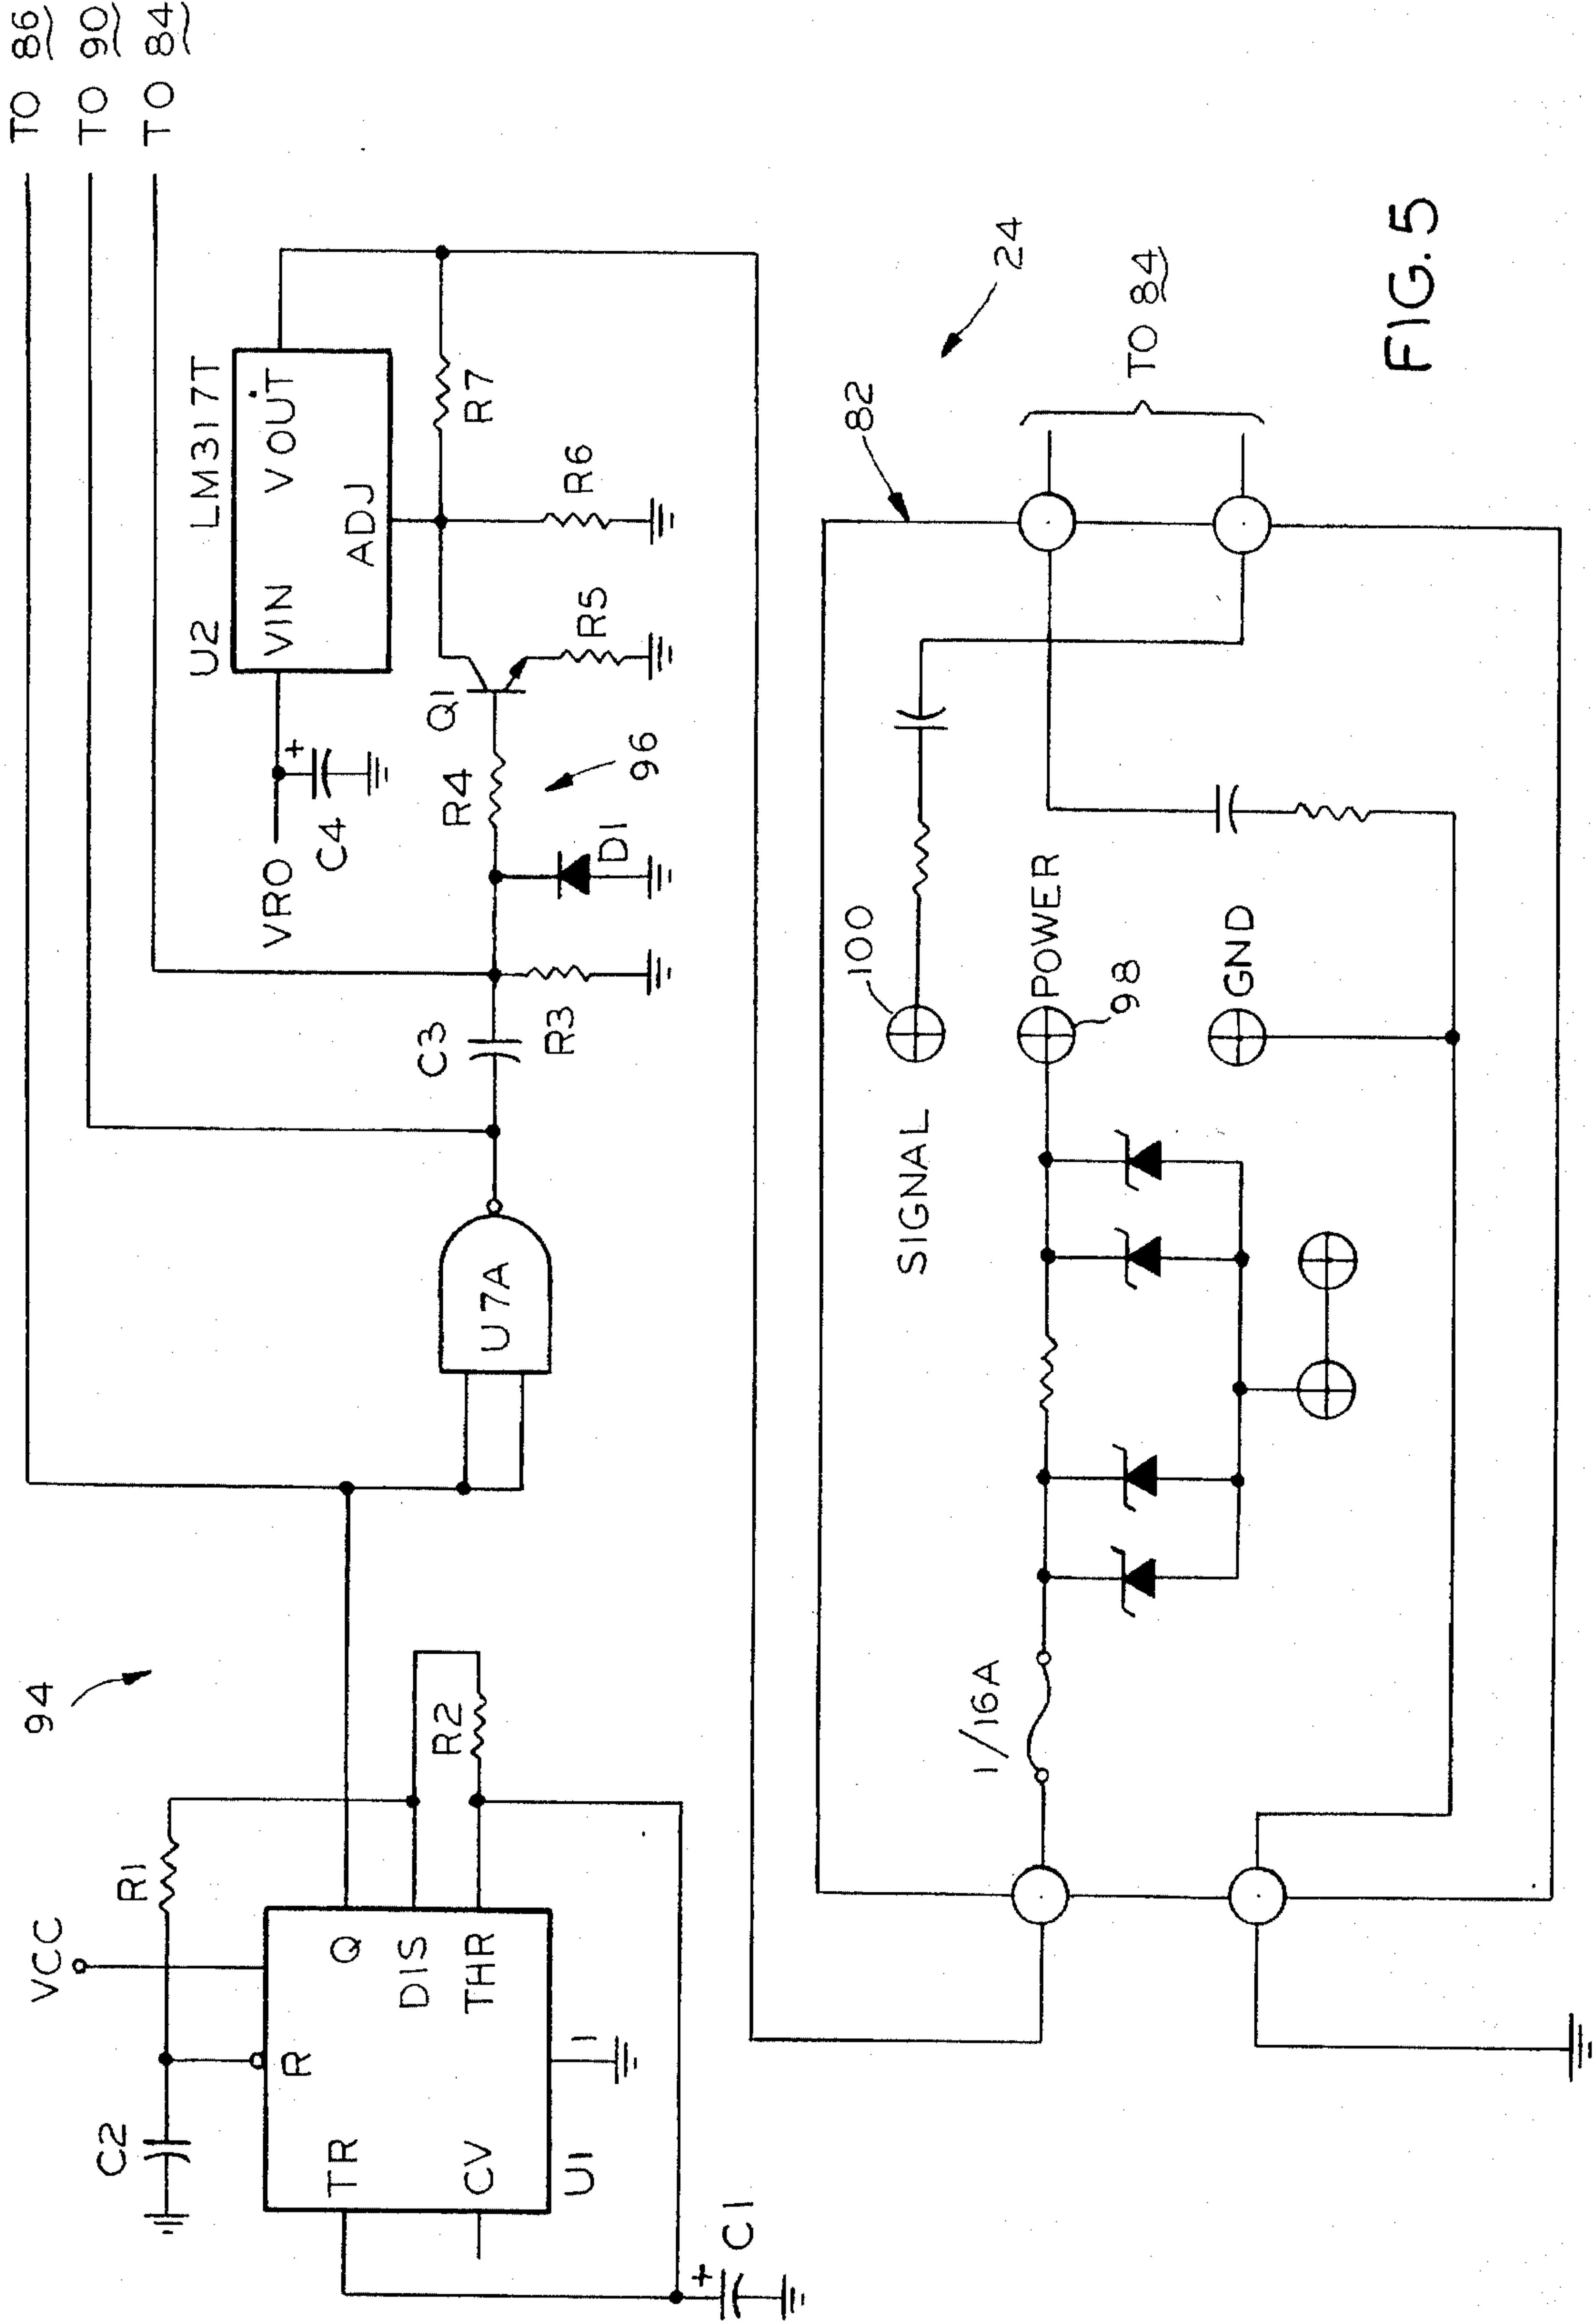 TO 86
TO 90
TO 84
94
VCC
R1
C2
R
Q
DIS
THR
TR
CV
U1
1
R2
C1
U7A
C3
R3
D1
R4
96
Q1
R5
R6
R7
VRO
C4
+
+
U2 LM317T
VIN
VOUT
ADJ
24
82
TO 84
100
SIGNAL
POWER
98
GND
1/16A
FIG. 5